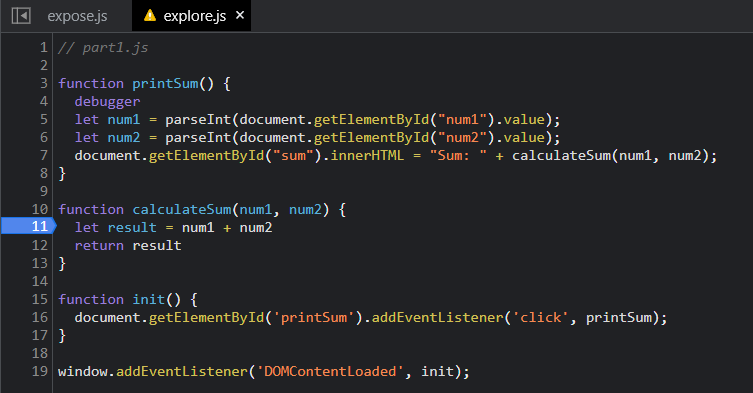 expose.js explore.js ×
1 // part1.js
2
3 function printSum() {
4   debugger
5   let num1 = parseInt(document.getElementById("num1").value);
6   let num2 = parseInt(document.getElementById("num2").value);
7   document.getElementById("sum").innerHTML = "Sum: " + calculateSum(num1, num2);
8 }
9
10 function calculateSum(num1, num2) {
11   let result = num1 + num2
12   return result
13 }
14
15 function init() {
16   document.getElementById('printSum').addEventListener('click', printSum);
17 }
18
19 window.addEventListener('DOMContentLoaded', init);